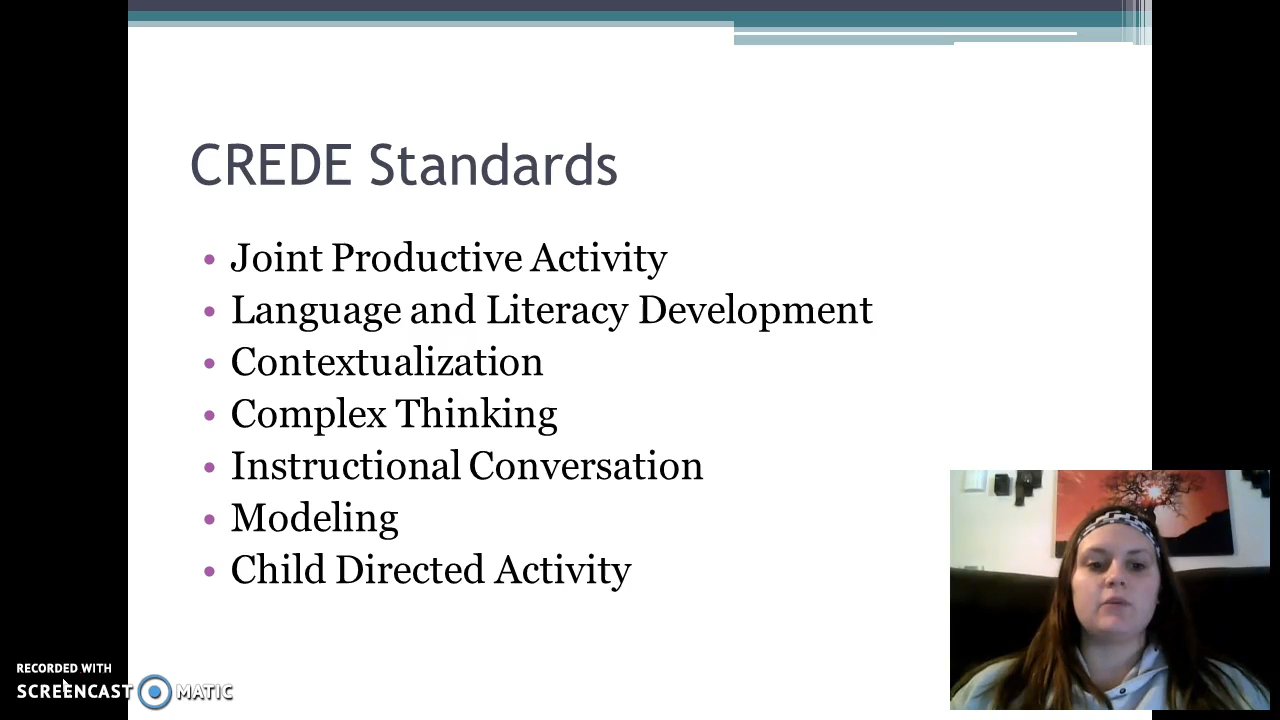 CREDE Standards
• Joint Productive Activity
• Language and Literacy Development
• Contextualization
• Complex Thinking
• Instructional Conversation
• Modeling
• Child Directed Activity
RECORDED WITH
SCREENCAST MATIC